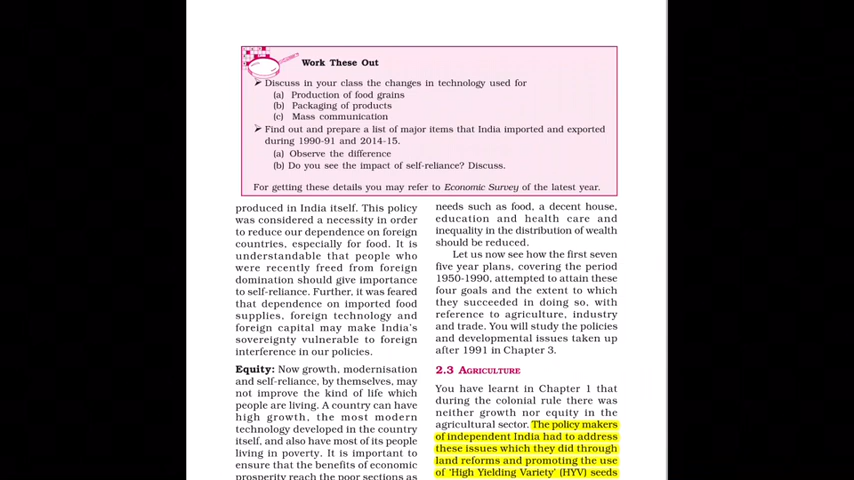 Work These Out
➢ Discuss in your class the changes in technology used for
(a) Production of food grains
(b) Packaging of products
(c) Mass communication
➢ Find out and prepare a list of major items that India imported and exported
during 1990-91 and 2014-15.
(a) Observe the difference
(b) Do you see the impact of self-reliance? Discuss.
For getting these details you may refer to Economic Survey of the latest year.
produced in India itself. This policy
was considered a necessity in order
to reduce our dependence on foreign
countries, especially for food. It is
understandable that people who
were recently freed from foreign
domination should give importance
to self-reliance. Further, it was feared
that dependence on imported food
supplies, foreign technology and
foreign capital may make India's
sovereignty vulnerable to foreign
interference in our policies.
Equity: Now growth, modernisation
and self-reliance, by themselves, may
not improve the kind of life which
people are living. A country can have
high growth, the most modern
technology developed in the country
itself, and also have most of its people
living in poverty. It is important to
ensure that the benefits of economic
prosperity reach the poor sections as
needs such as food, a decent house,
education and health care and
inequality in the distribution of wealth
should be reduced.
Let us now see how the first seven
five year plans, covering the period
1950-1990, attempted to attain these
four goals and the extent to which
they succeeded in doing so, with
reference to agriculture, industry
and trade. You will study the policies
and developmental issues taken up
after 1991 in Chapter 3.
2.3 AGRICULTURE
You have learnt in Chapter 1 that
during the colonial rule there was
neither growth nor equity in the
agricultural sector. The policy makers
of independent India had to address
these issues which they did through
land reforms and promoting the use
of 'High Yielding Variety' (HYV) seeds